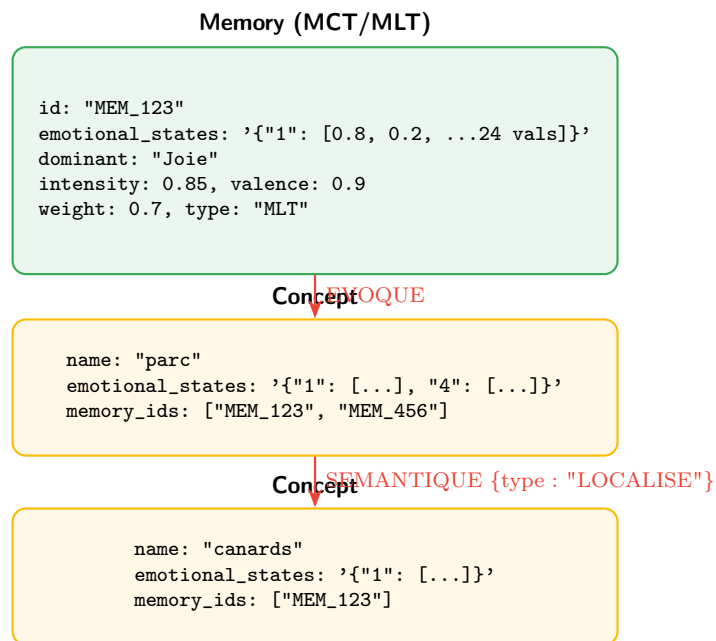 Memory (MCT/MLT)
id: "MEM_123"
emotional_states: ’{"1": [0.8, 0.2, ...24 vals]}’
dominant: "Joie"
intensity: 0.85, valence: 0.9
weight: 0.7, type: "MLT"
Concept
EVOQUE
name: "parc"
emotional_states: ’{"1": [...], "4": [...]}’
memory_ids: ["MEM_123", "MEM_456"]
Concept
SEMANTIQUE {type : "LOCALISE"}
name: "canards"
emotional_states: ’{"1": [...]}’
memory_ids: ["MEM_123"]